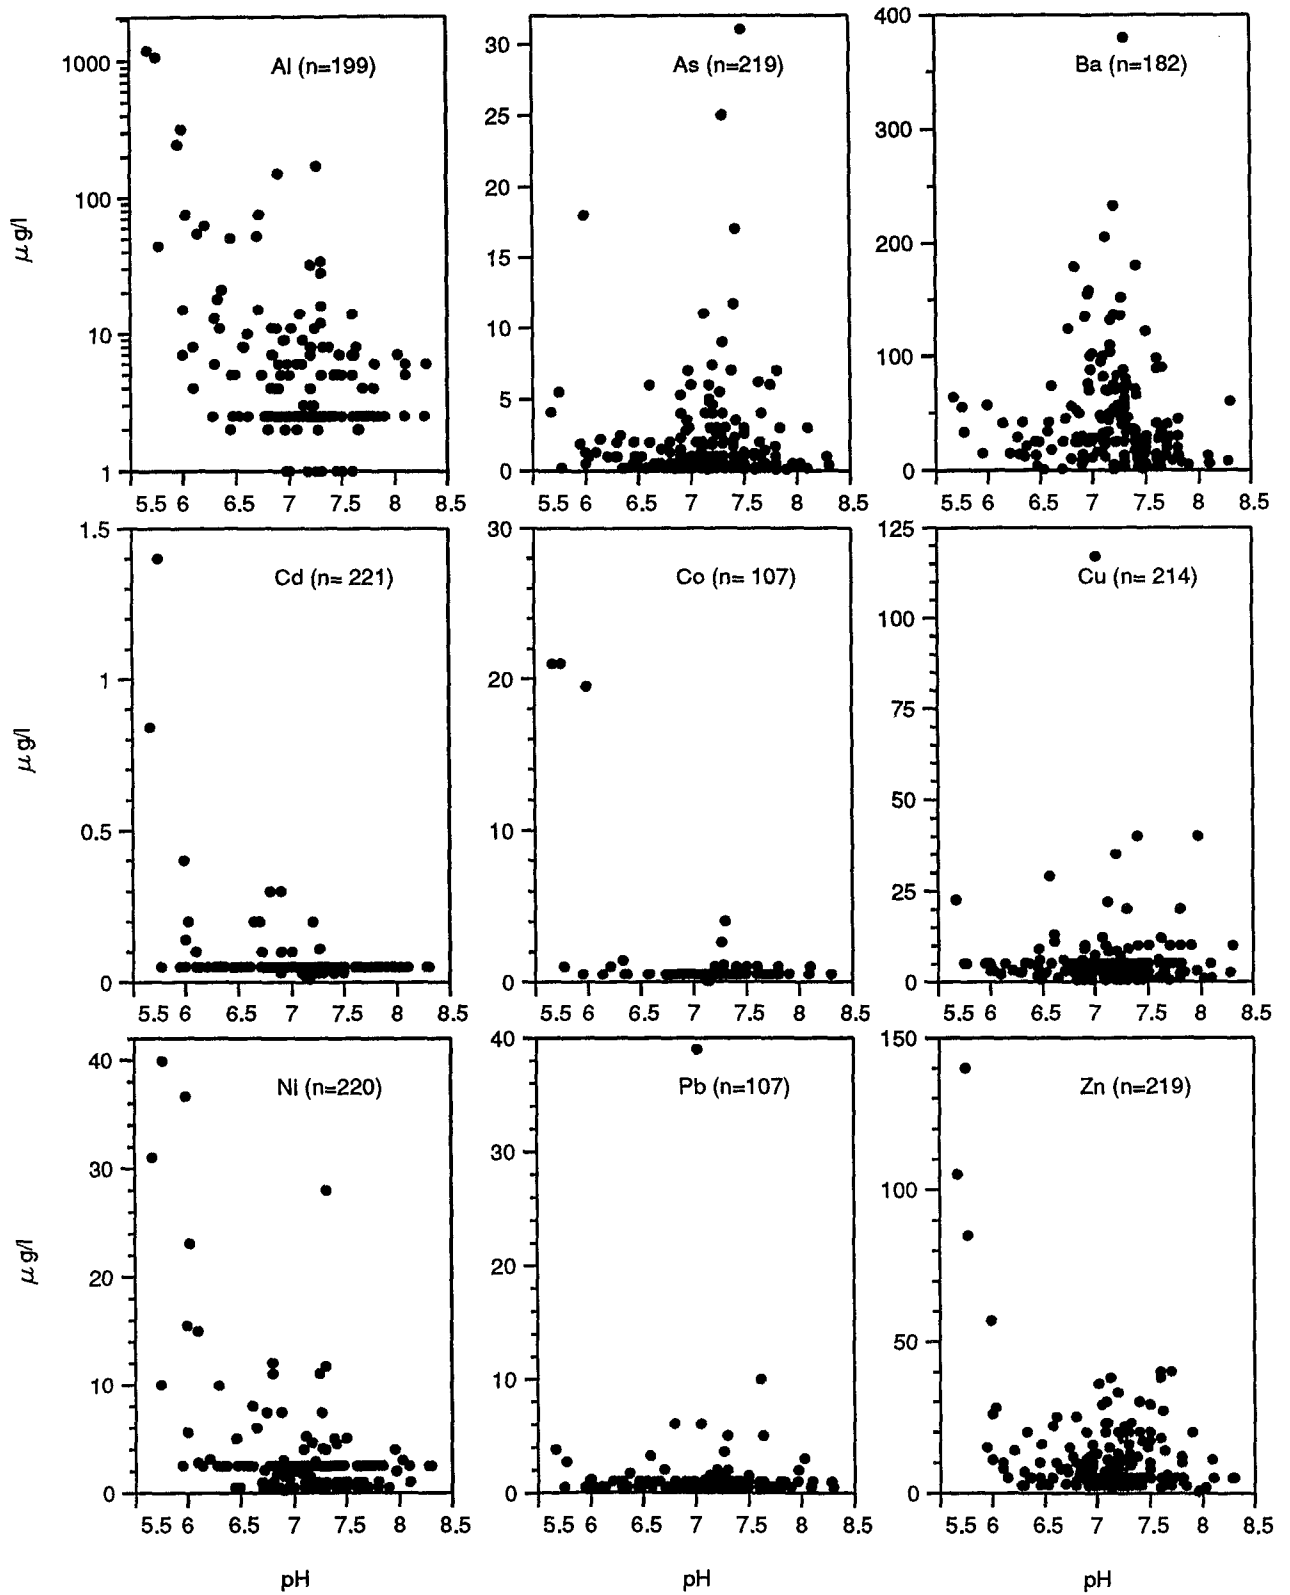 Al (n=199)
As (n=219)
Ba (n=182)
1000
100
10
1
30
25
20
15
10
5
0
400
300
200
100
0
μg/l
5.5 6 6.5 7 7.5 8 8.5
5.5 6 6.5 7 7.5 8 8.5
5.5 6 6.5 7 7.5 8 8.5
Cd (n= 221)
Co (n= 107)
Cu (n= 214)
1.5
1
0.5
0
30
20
10
0
125
100
75
50
25
0
μg/l
5.5 6 6.5 7 7.5 8 8.5
5.5 6 6.5 7 7.5 8 8.5
5.5 6 6.5 7 7.5 8 8.5
Ni (n=220)
Pb (n=107)
Zn (n=219)
40
30
20
10
0
40
30
20
10
0
150
100
50
0
μg/l
5.5 6 6.5 7 7.5 8 8.5
5.5 6 6.5 7 7.5 8 8.5
5.5 6 6.5 7 7.5 8 8.5
pH
pH
pH